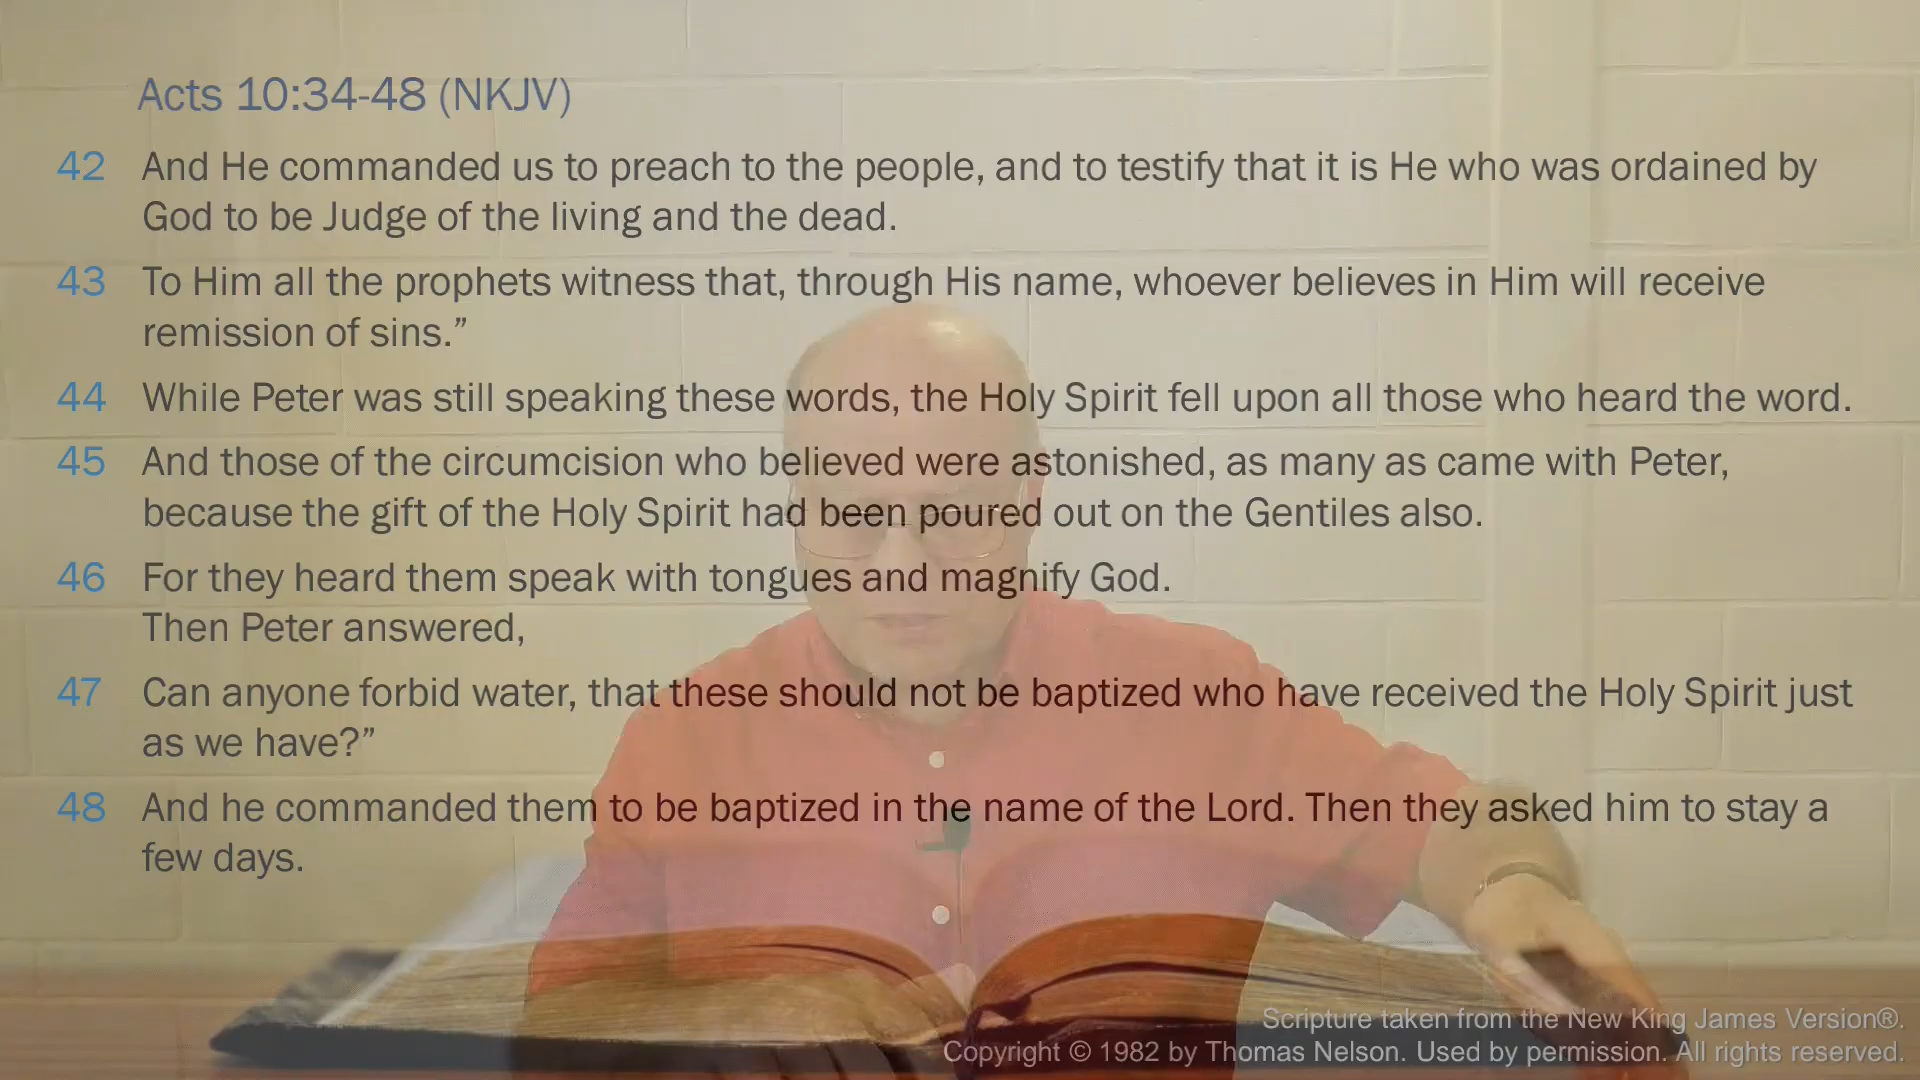 Acts 10:34-48 (NKJV)
42 And He commanded us to preach to the people, and to testify that it is He who was ordained by
God to be Judge of the living and the dead.
43 To Him all the prophets witness that, through His name, whoever believes in Him will receive
remission of sins.”
44 While Peter was still speaking these words, the Holy Spirit fell upon all those who heard the word.
45 And those of the circumcision who believed were astonished, as many as came with Peter,
because the gift of the Holy Spirit had been poured out on the Gentiles also.
46 For they heard them speak with tongues and magnify God.
Then Peter answered,
47 Can anyone forbid water, that these should not be baptized who have received the Holy Spirit just
as we have?”
48 And he commanded them to be baptized in the name of the Lord. Then they asked him to stay a
few days.
Scripture taken from the New King James Version®.
Copyright © 1982 by Thomas Nelson. Used by permission. All rights reserved.